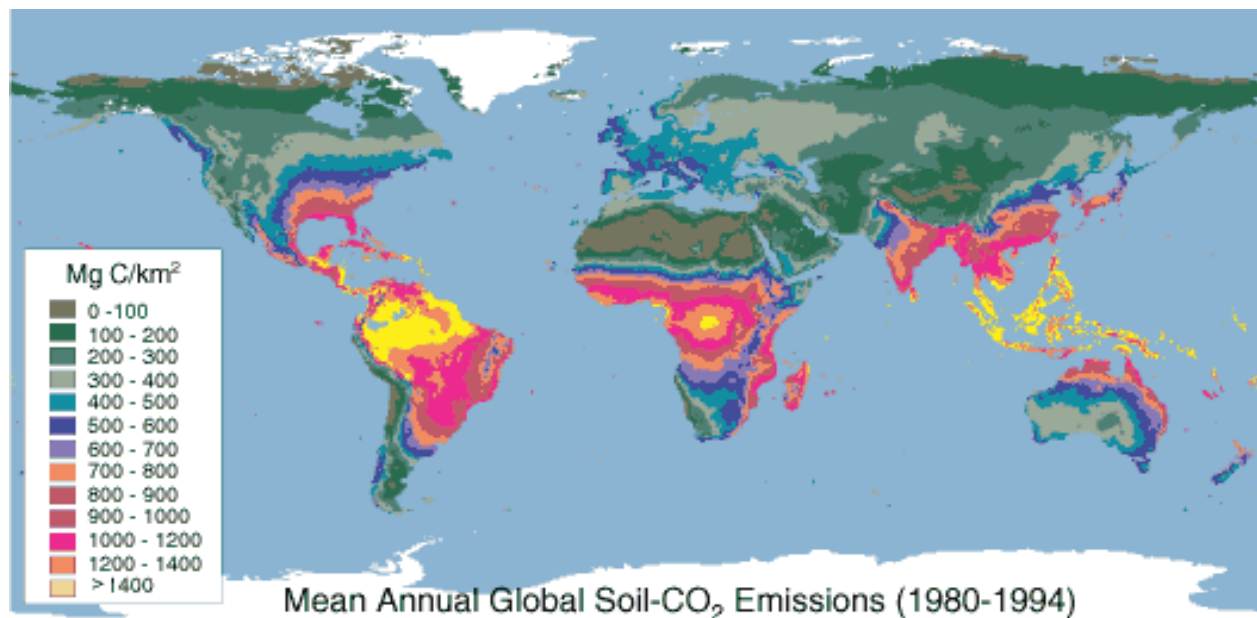 Mg C/km²
0 -100
100 - 200
200 - 300
300 - 400
400 - 500
500 - 600
600 - 700
700 - 800
800 - 900
900 - 1000
1000 - 1200
1200 - 1400
>1400
Mean Annual Global Soil-CO₂ Emissions (1980-1994)